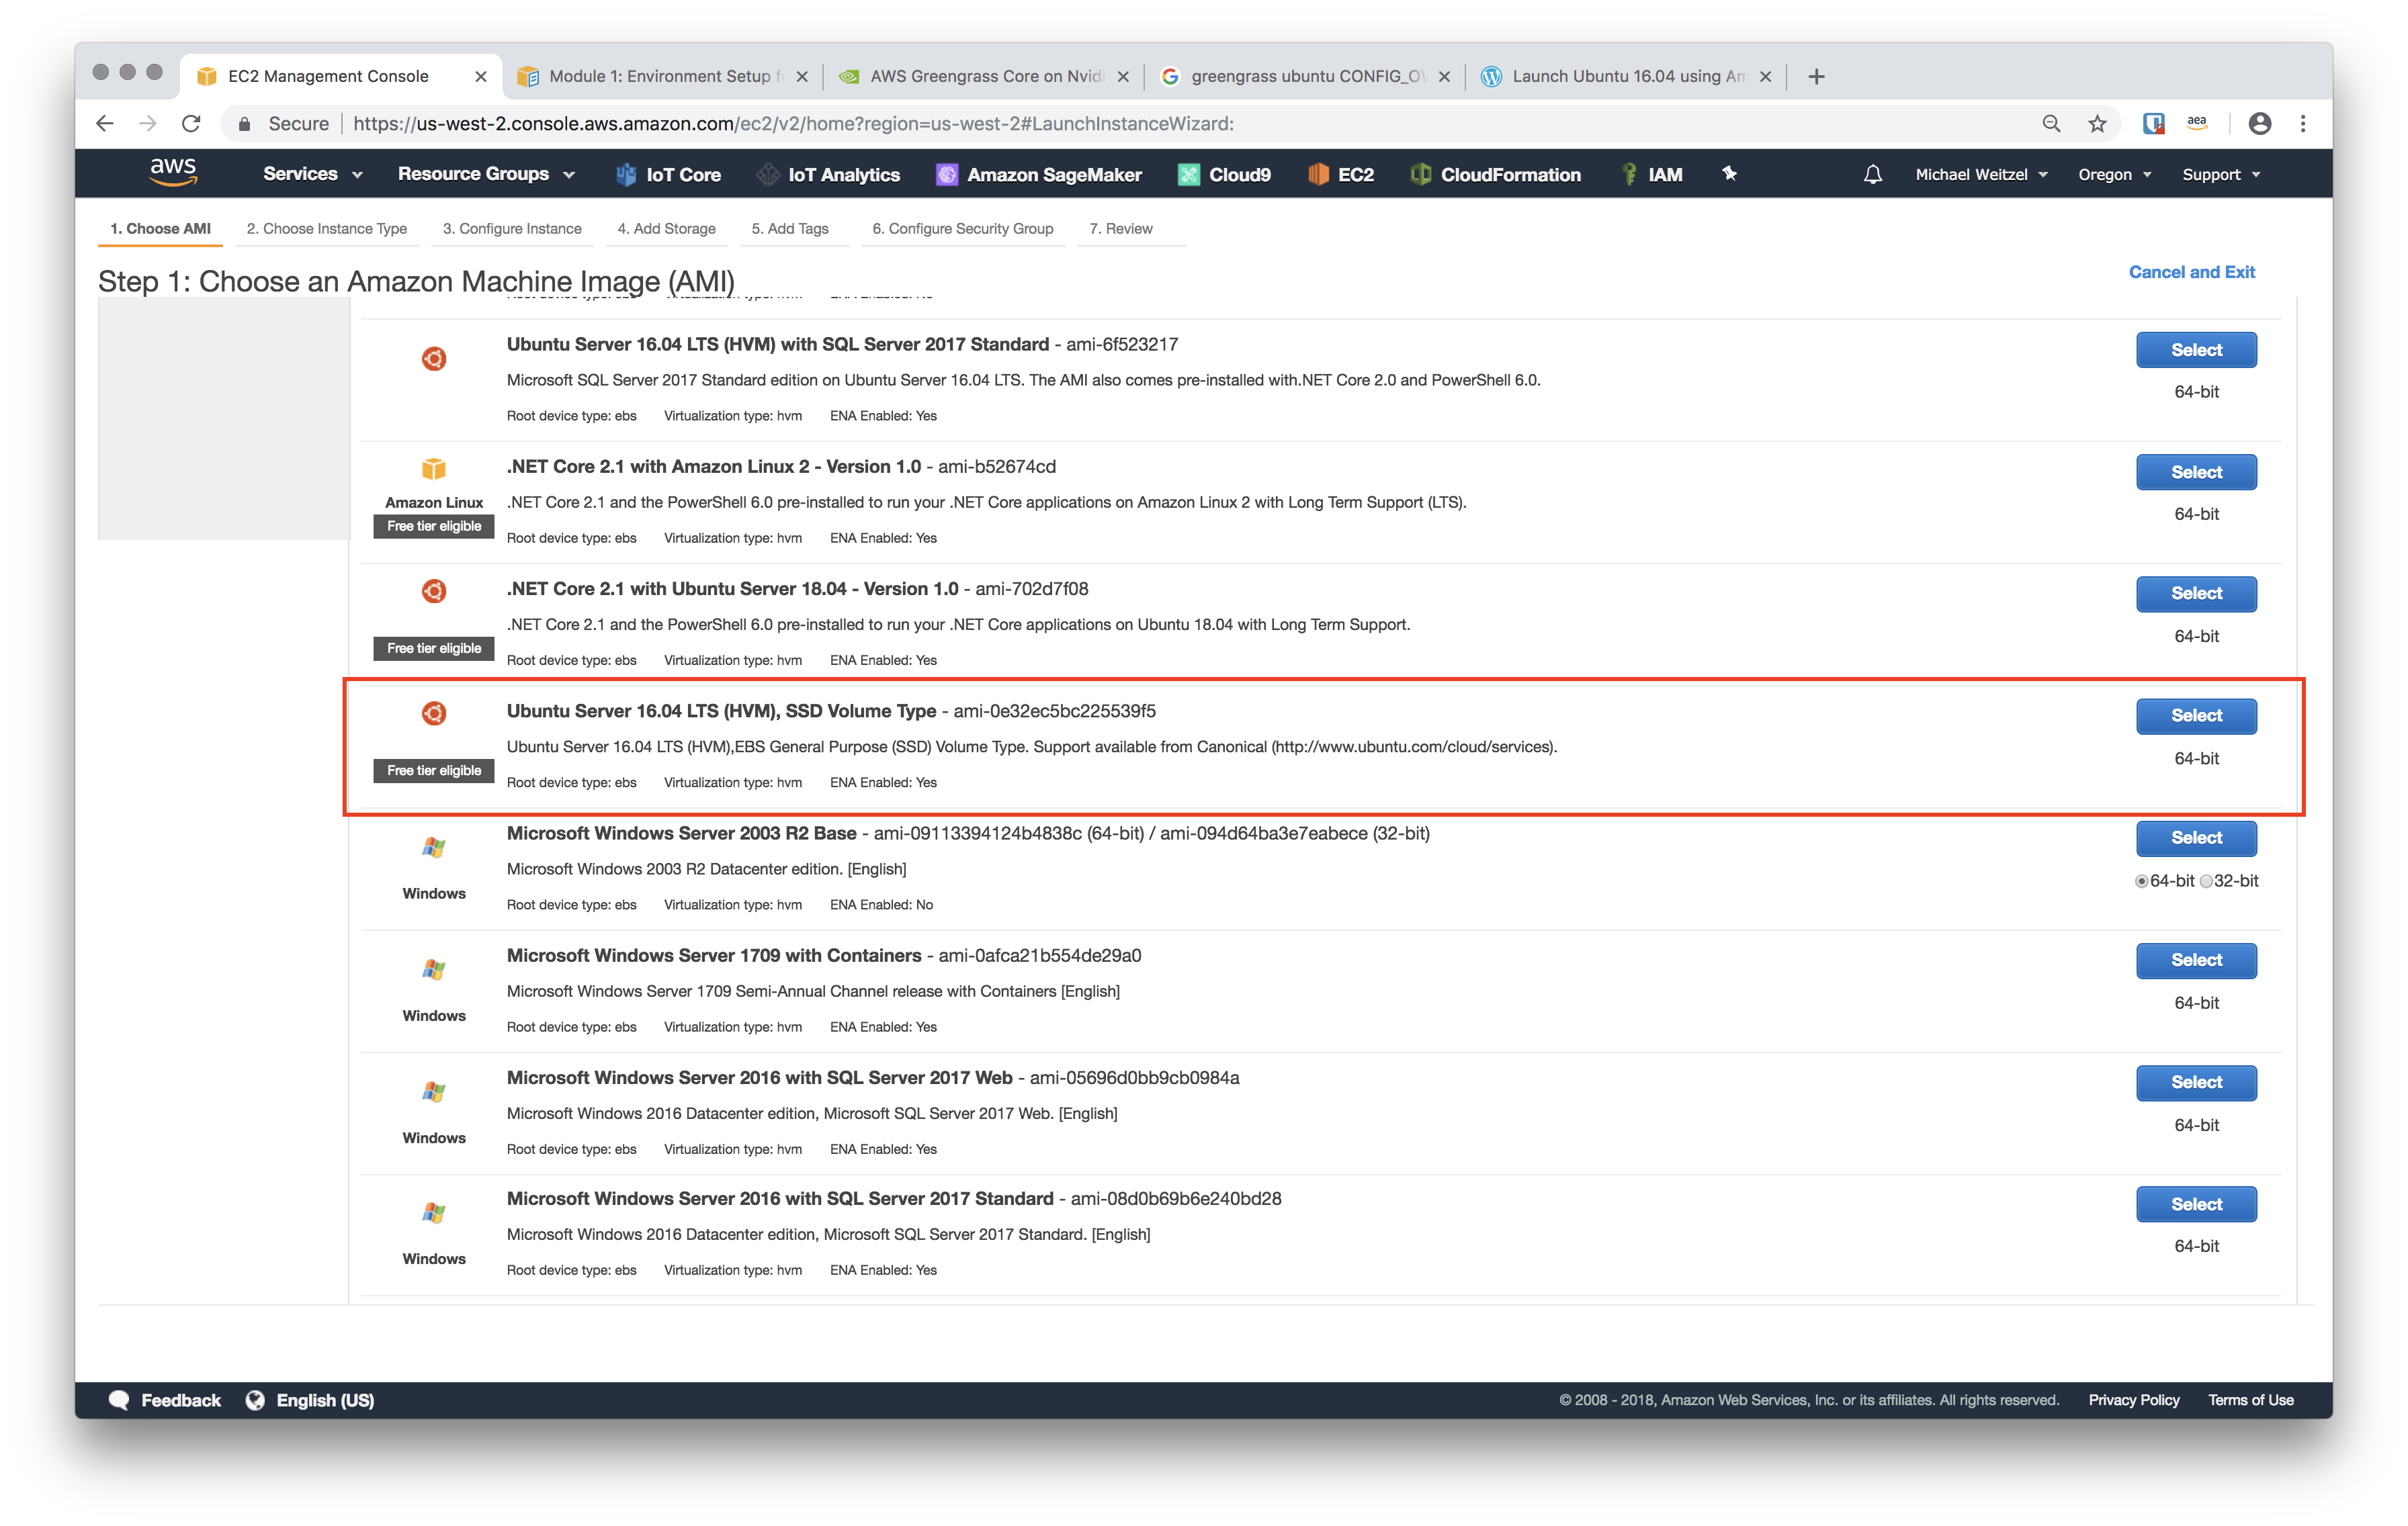 EC2 Management Console
Module 1: Environment Setup f
AWS Greengrass Core on Nvidi
greengrass ubuntu CONFIG_OV
Launch Ubuntu 16.04 using Am
Secure
https://us-west-2.console.aws.amazon.com/ec2/v2/home?region=us-west-2#LaunchInstanceWizard:
aea
aws
Services
Resource Groups
IoT Core
IoT Analytics
Amazon SageMaker
Cloud9
EC2
CloudFormation
IAM
Michael Weitzel
Oregon
Support
1. Choose AMI
2. Choose Instance Type
3. Configure Instance
4. Add Storage
5. Add Tags
6. Configure Security Group
7. Review
Step 1: Choose an Amazon Machine Image (AMI)
Cancel and Exit
Root device type: ebs Virtualization type: hvm ENA Enabled: No
Ubuntu Server 16.04 LTS (HVM) with SQL Server 2017 Standard - ami-6f523217
Microsoft SQL Server 2017 Standard edition on Ubuntu Server 16.04 LTS. The AMI also comes pre-installed with.NET Core 2.0 and PowerShell 6.0.
Root device type: ebs Virtualization type: hvm ENA Enabled: Yes
Select
64-bit
Amazon Linux
Free tier eligible
.NET Core 2.1 with Amazon Linux 2 - Version 1.0 - ami-b52674cd
.NET Core 2.1 and the PowerShell 6.0 pre-installed to run your .NET Core applications on Amazon Linux 2 with Long Term Support (LTS).
Root device type: ebs Virtualization type: hvm ENA Enabled: Yes
Select
64-bit
Free tier eligible
.NET Core 2.1 with Ubuntu Server 18.04 - Version 1.0 - ami-702d7f08
.NET Core 2.1 and the PowerShell 6.0 pre-installed to run your .NET Core applications on Ubuntu 18.04 with Long Term Support.
Root device type: ebs Virtualization type: hvm ENA Enabled: Yes
Select
64-bit
Free tier eligible
Ubuntu Server 16.04 LTS (HVM), SSD Volume Type - ami-0e32ec5bc225539f5
Ubuntu Server 16.04 LTS (HVM),EBS General Purpose (SSD) Volume Type. Support available from Canonical (http://www.ubuntu.com/cloud/services).
Root device type: ebs Virtualization type: hvm ENA Enabled: Yes
Select
64-bit
Windows
Microsoft Windows Server 2003 R2 Base - ami-09113394124b4838c (64-bit) / ami-094d64ba3e7eabece (32-bit)
Microsoft Windows 2003 R2 Datacenter edition. [English]
Root device type: ebs Virtualization type: hvm ENA Enabled: No
Select
64-bit 32-bit
Windows
Microsoft Windows Server 1709 with Containers - ami-0afca21b554de29a0
Microsoft Windows Server 1709 Semi-Annual Channel release with Containers [English]
Root device type: ebs Virtualization type: hvm ENA Enabled: Yes
Select
64-bit
Windows
Microsoft Windows Server 2016 with SQL Server 2017 Web - ami-05696d0bb9cb0984a
Microsoft Windows 2016 Datacenter edition, Microsoft SQL Server 2017 Web. [English]
Root device type: ebs Virtualization type: hvm ENA Enabled: Yes
Select
64-bit
Windows
Microsoft Windows Server 2016 with SQL Server 2017 Standard - ami-08d0b69b6e240bd28
Microsoft Windows 2016 Datacenter edition, Microsoft SQL Server 2017 Standard. [English]
Root device type: ebs Virtualization type: hvm ENA Enabled: Yes
Select
64-bit
Feedback
English (US)
© 2008 - 2018, Amazon Web Services, Inc. or its affiliates. All rights reserved.
Privacy Policy
Terms of Use